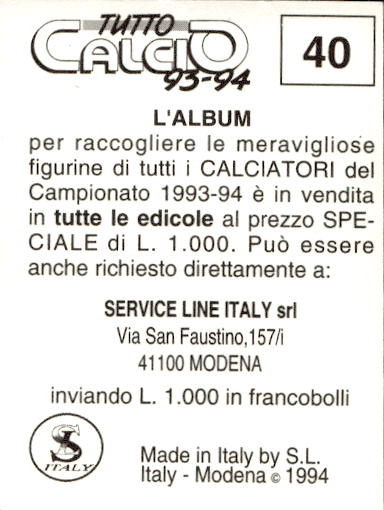 TUTTO
CALCIO
93-94
40
L'ALBUM
per raccogliere le meravigliose
figurine di tutti i CALCIATORI del
Campionato 1993-94 è in vendita
in tutte le edicole al prezzo SPE-
CIALE di L. 1.000. Può essere
anche richiesto direttamente a:
SERVICE LINE ITALY srl
Via San Faustino,157/i
41100 MODENA
inviando L. 1.000 in francobolli
SL
ITALY
Made in Italy by S.L.
Italy - Modena © 1994